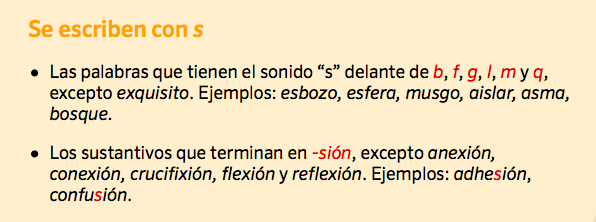 Se escriben con s
• Las palabras que tienen el sonido “s” delante de b, f, g, l, m y q,
excepto exquisito. Ejemplos: esbozo, esfera, musgo, aislar, asma,
bosque.
• Los sustantivos que terminan en -sión, excepto anexión,
conexión, crucifixión, flexión y reflexión. Ejemplos: adhesión,
confusión.